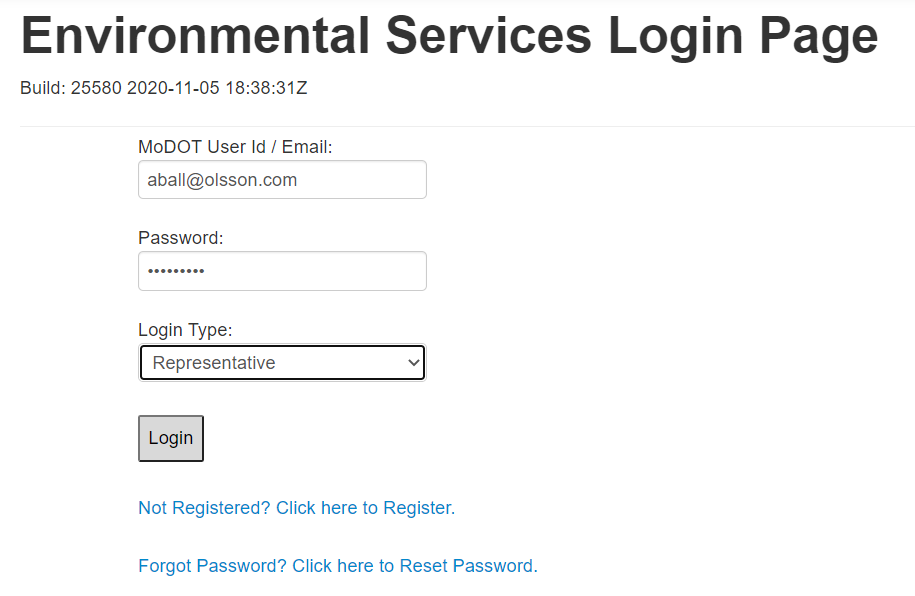 Environmental Services Login Page
Build: 25580 2020-11-05 18:38:31Z
MoDOT User Id / Email:
aball@olsson.com
Password:
•••••••••
Login Type:
Representative
Login
Not Registered? Click here to Register.
Forgot Password? Click here to Reset Password.